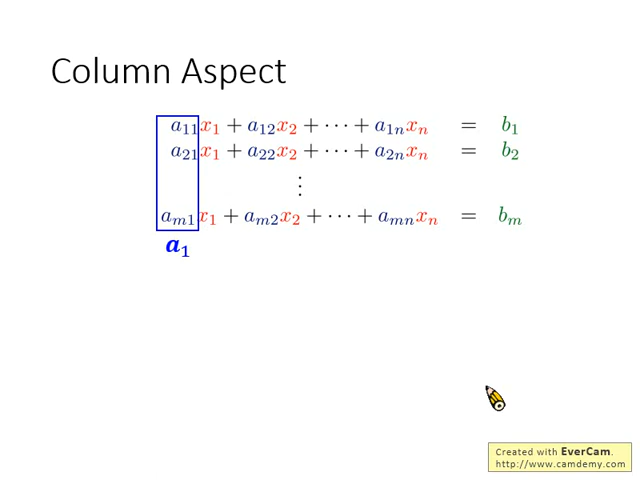 Column Aspect
a₁₁x₁ + a₁₂x₂ + ⋯ + a₁ₙxₙ = b₁
a₂₁x₁ + a₂₂x₂ + ⋯ + a₂ₙxₙ = b₂
⋮
aₘ₁x₁ + aₘ₂x₂ + ⋯ + aₘₙxₙ = bₘ
a₁
Created with EverCam.
http://www.camdemy.com